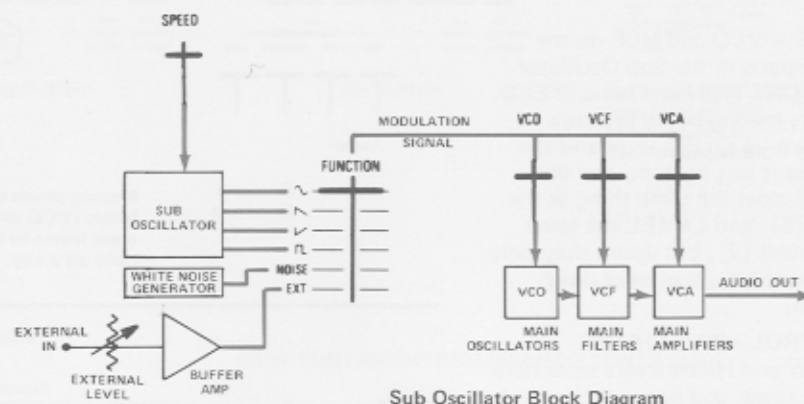 SPEED
MODULATION
SIGNAL
VCO
VCF
VCA
FUNCTION
SUB
OSCILLATOR
WHITE NOISE
GENERATOR
NOISE
EXT
EXTERNAL
IN
EXTERNAL
LEVEL
BUFFER
AMP
VCO
VCF
VCA
AUDIO OUT
MAIN
OSCILLATORS
MAIN
FILTERS
MAIN
AMPLIFIERS
Sub Oscillator Block Diagram